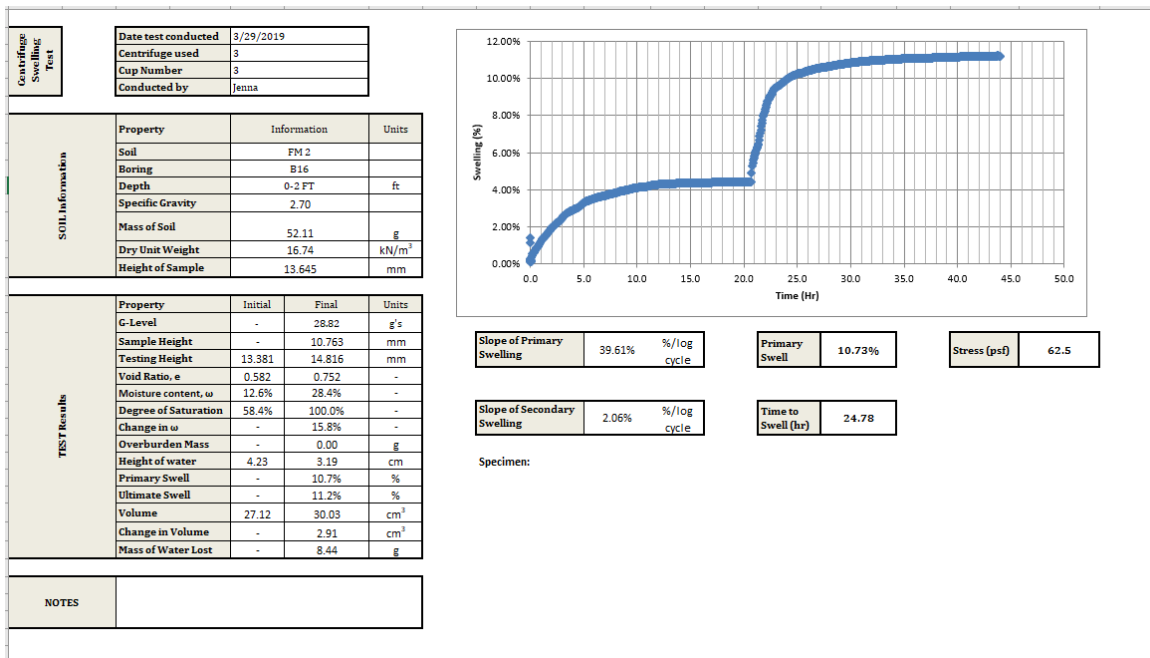 Centrifuge
Swelling
Test
Date test conducted 3/29/2019
Centrifuge used 3
Cup Number 3
Conducted by Jenna
SOIL Information
Property Information Units
Soil FM 2
Boring B16
Depth 0-2 FT ft
Specific Gravity 2.70
Mass of Soil 52.11 g
Dry Unit Weight 16.74 kN/m³
Height of Sample 13.645 mm
TEST Results
Property Initial Final Units
G-Level - 28.82 g's
Sample Height - 10.763 mm
Testing Height 13.381 14.816 mm
Void Ratio, e 0.582 0.752 -
Moisture content, ω 12.6% 28.4% -
Degree of Saturation 58.4% 100.0% -
Change in ω - 15.8% -
Overburden Mass - 0.00 g
Height of water 4.23 3.19 cm
Primary Swell - 10.7% %
Ultimate Swell - 11.2% %
Volume 27.12 30.03 cm³
Change in Volume - 2.91 cm³
Mass of Water Lost - 8.44 g
NOTES
Swelling (%)
12.00%
10.00%
8.00%
6.00%
4.00%
2.00%
0.00%
0.0 5.0 10.0 15.0 20.0 25.0 30.0 35.0 40.0 45.0 50.0
Time (Hr)
Slope of Primary
Swelling
39.61%
%/log
cycle
Primary
Swell
10.73%
Stress (psf) 62.5
Slope of Secondary
Swelling
2.06%
%/log
cycle
Time to
Swell (hr)
24.78
Specimen: